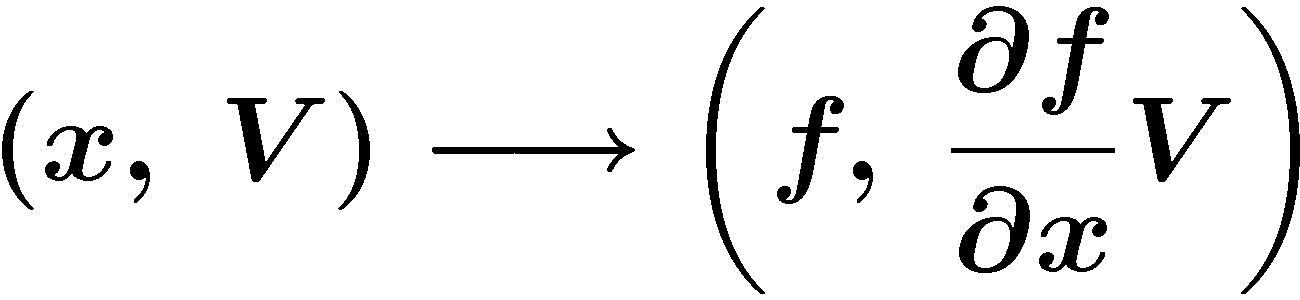 (x, V) ⟶ (f, ∂f/∂x V)